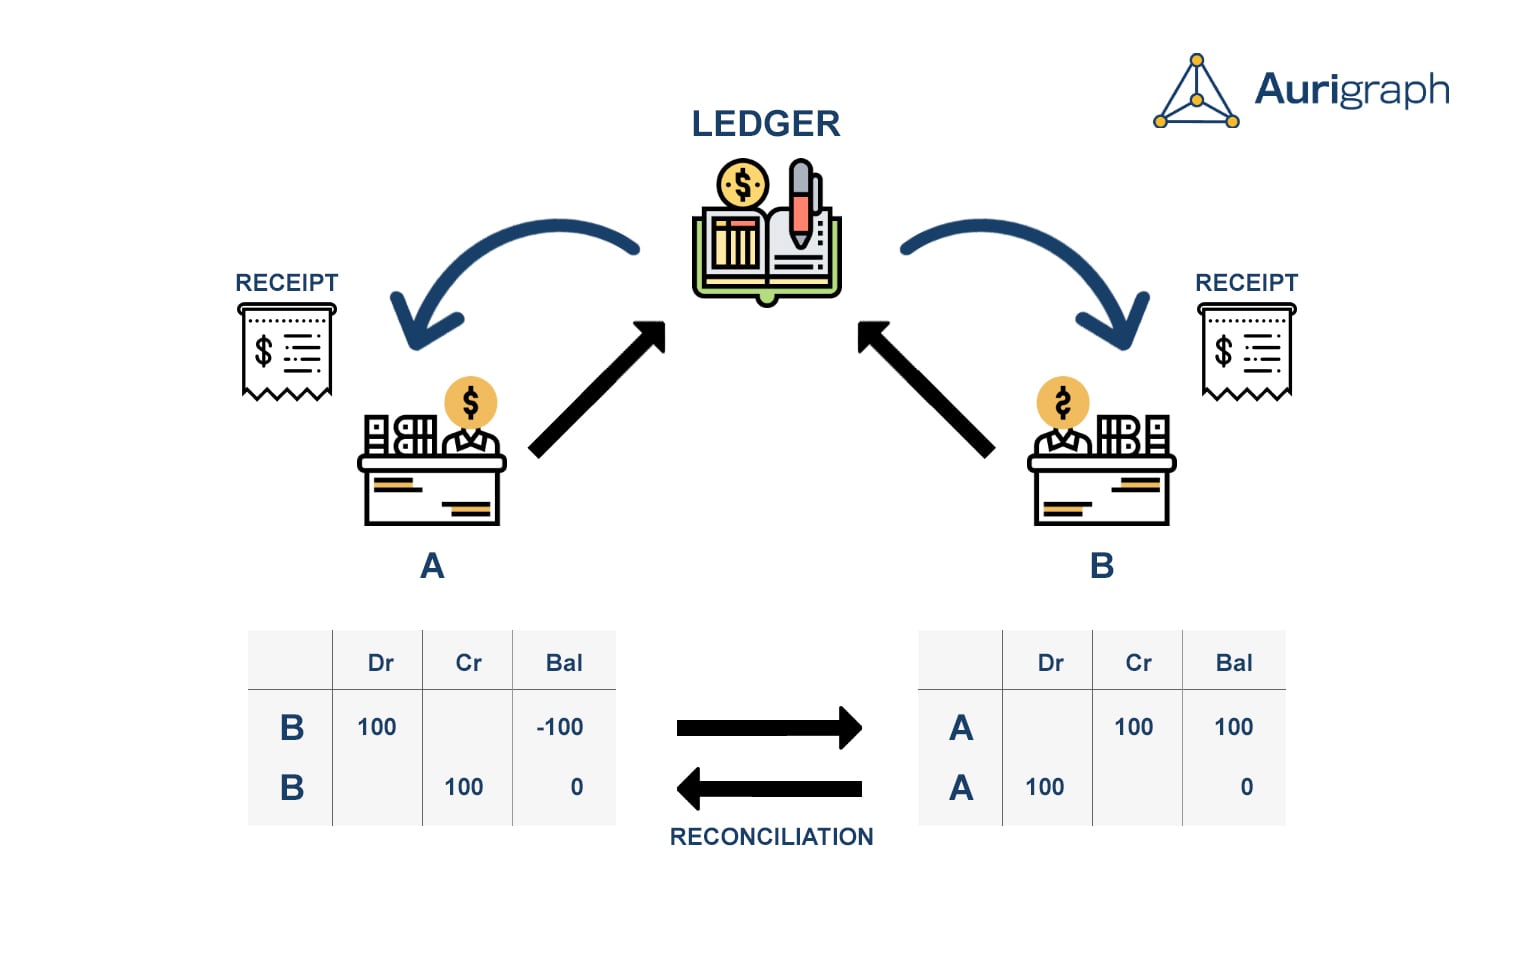 Aurigraph
LEDGER
RECEIPT
RECEIPT
$
$
$
$
$
A
B
Dr Cr Bal
B 100 -100
B 100 0
Dr Cr Bal
A 100 100
A 100 0
RECONCILIATION